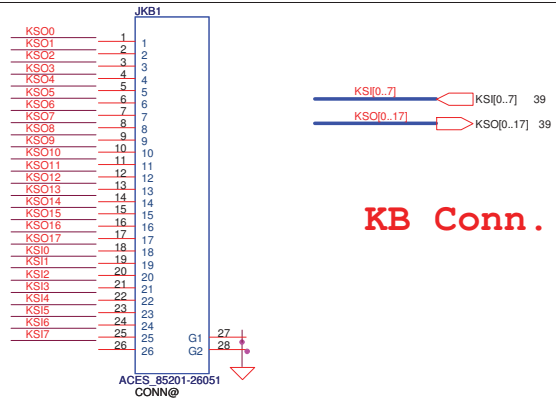 JKB1
KSO0 1 1
KSO1 2 2
KSO2 3 3
KSO3 4 4
KSO4 5 5
KSO5 6 6
KSO6 7 7
KSO7 8 8
KSO8 9 9
KSO9 10 10
KSO10 11 11
KSO11 12 12
KSO12 13 13
KSO13 14 14
KSO14 15 15
KSO15 16 16
KSO16 17 17
KSO17 18 18
KSI0 19 19
KSI1 20 20
KSI2 21 21
KSI3 22 22
KSI4 23 23
KSI5 24 24
KSI6 25 25
KSI7 26 26
G1 27
G2 28
ACES_85201-26051
CONN@
KSI[0..7] KSI[0..7] 39
KSO[0..17] KSO[0..17] 39
KB Conn.